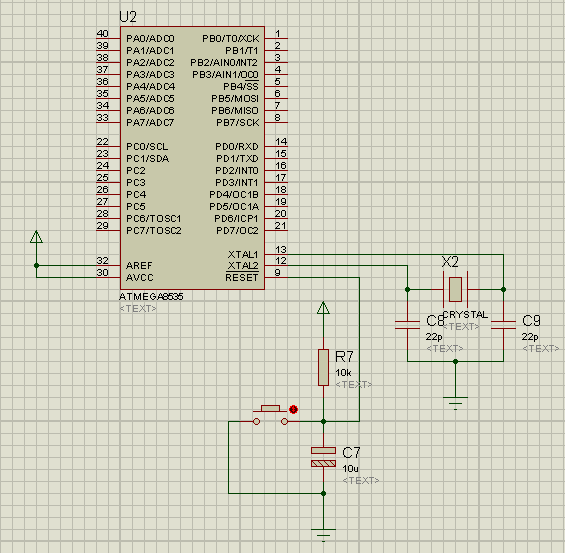 U2
40 PA0/ADC0 PB0/T0/XCK 1
39 PA1/ADC1 PB1/T1 2
38 PA2/ADC2 PB2/AIN0/INT2 3
37 PA3/ADC3 PB3/AIN1/OC0 4
36 PA4/ADC4 PB4/SS 5
35 PA5/ADC5 PB5/MOSI 6
34 PA6/ADC6 PB6/MISO 7
33 PA7/ADC7 PB7/SCK 8
22 PC0/SCL PD0/RXD 14
23 PC1/SDA PD1/TXD 15
24 PC2 PD2/INT0 16
25 PC3 PD3/INT1 17
26 PC4 PD4/OC1B 18
27 PC5 PD5/OC1A 19
28 PC6/TOSC1 PD6/ICP1 20
29 PC7/TOSC2 PD7/OC2 21
XTAL1 13
32 AREF XTAL2 12
30 AVCC RESET 9
ATMEGA8535
<TEXT>
X2
CRYSTAL
<TEXT>
C8
22p
<TEXT>
C9
22p
<TEXT>
R7
10k
<TEXT>
C7
10u
<TEXT>